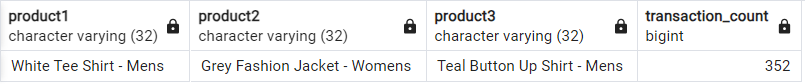 product1 product2 product3 transaction_count
character varying (32) character varying (32) character varying (32) bigint
White Tee Shirt - Mens Grey Fashion Jacket - Womens Teal Button Up Shirt - Mens 352